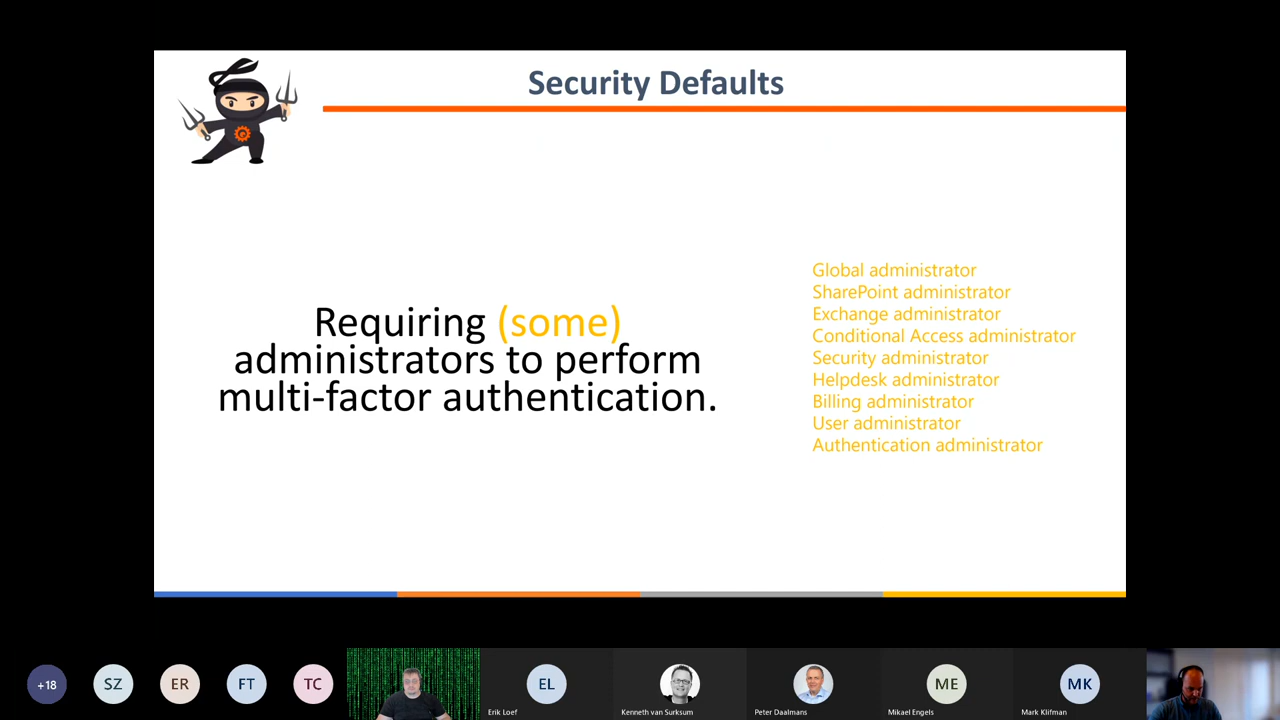 Security Defaults
Requiring (some)
administrators to perform
multi-factor authentication.
Global administrator
SharePoint administrator
Exchange administrator
Conditional Access administrator
Security administrator
Helpdesk administrator
Billing administrator
User administrator
Authentication administrator
+18
SZ
ER
FT
TC
EL
ME
MK
Erik Loef
Kenneth van Surksum
Peter Daalmans
Mikael Engels
Mark Klifman